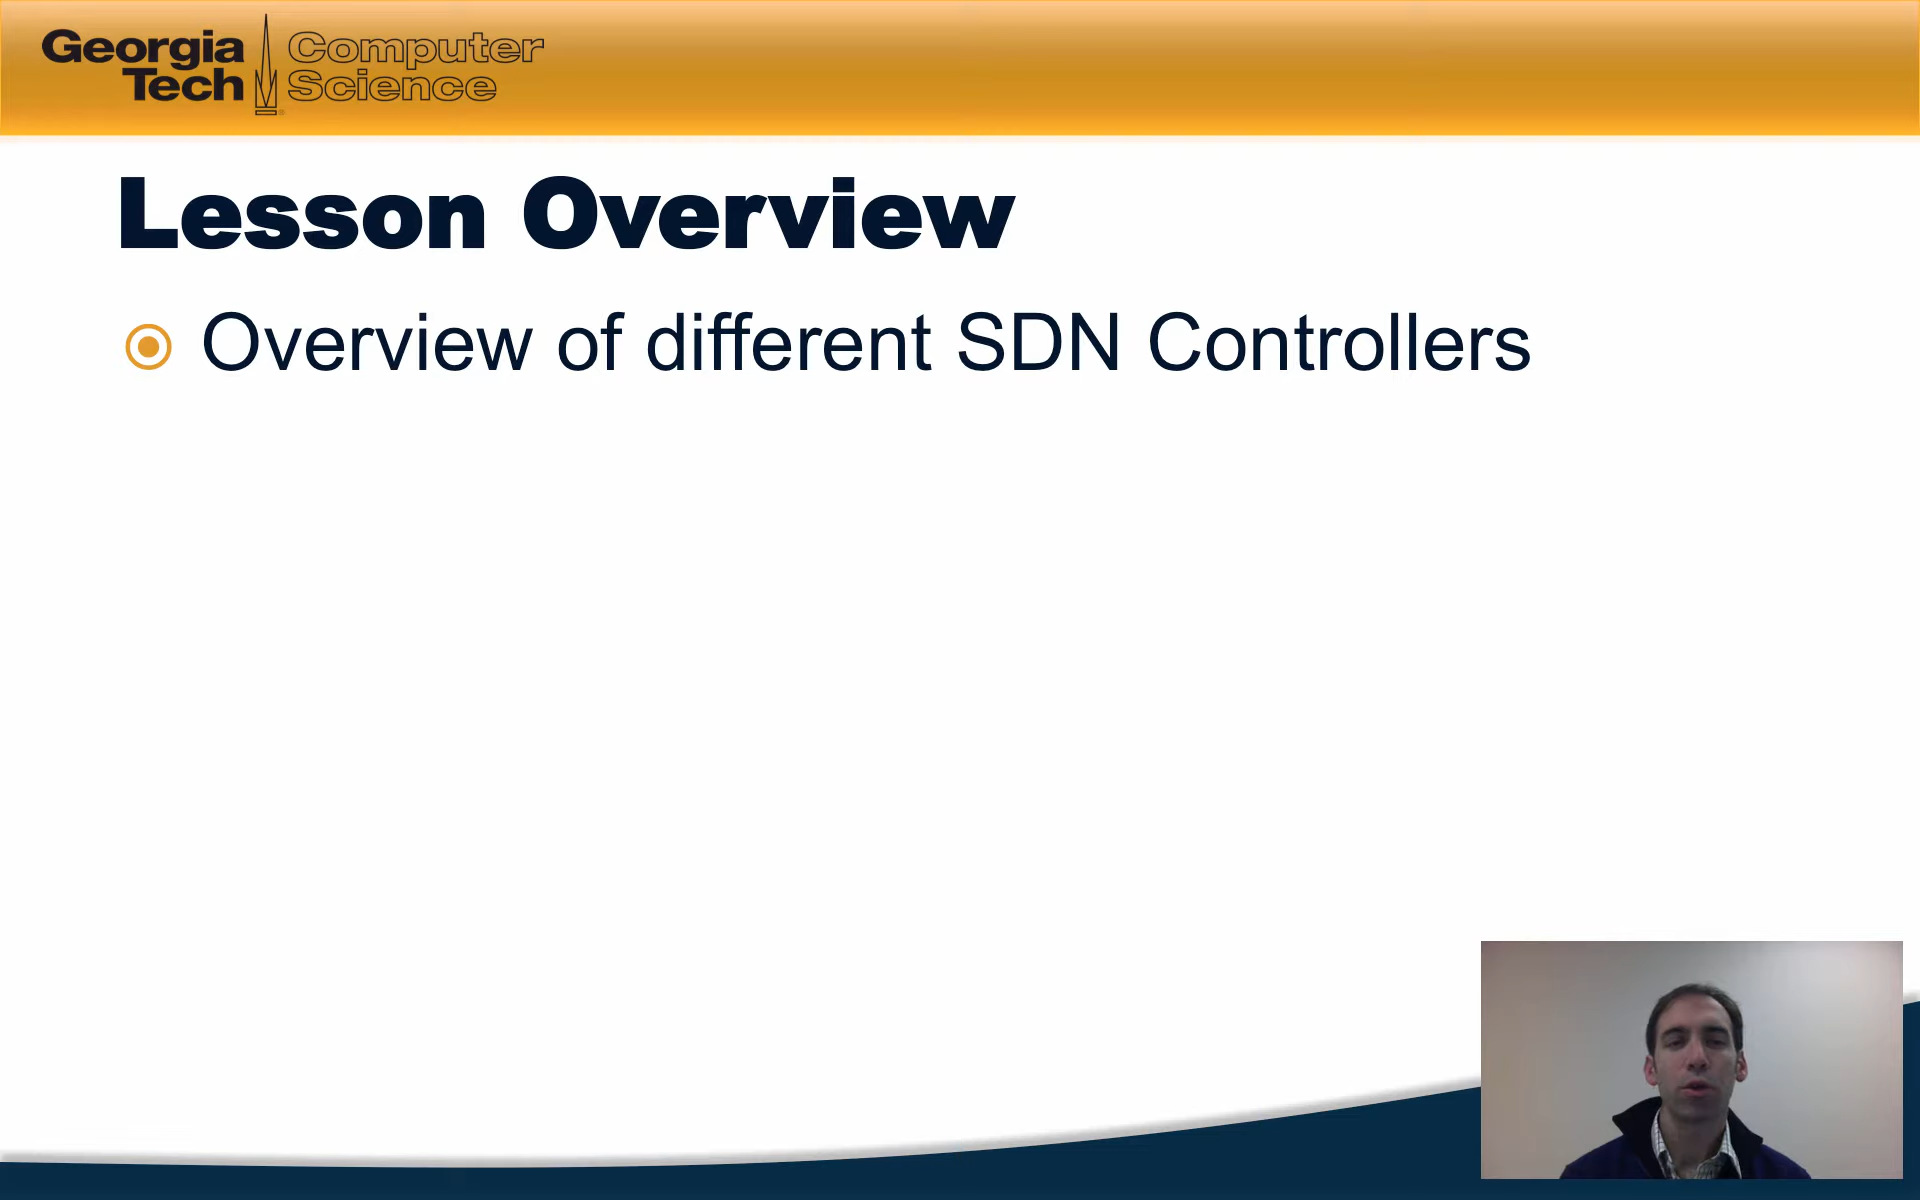 Georgia Tech
Computer Science
Lesson Overview
Overview of different SDN Controllers